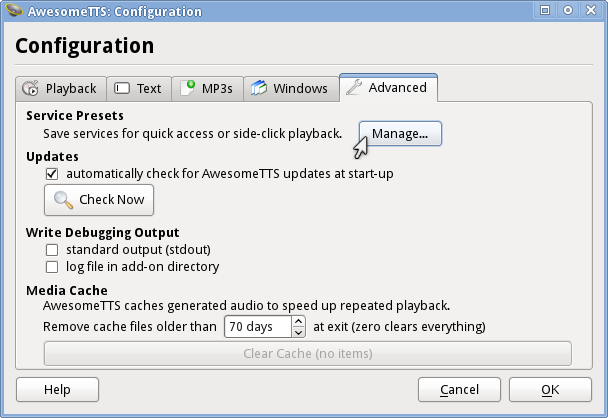 AwesomeTTS: Configuration
Configuration
Playback Text MP3s Windows Advanced
Service Presets
Save services for quick access or side-click playback. Manage...
Updates
automatically check for AwesomeTTS updates at start-up
Check Now
Write Debugging Output
standard output (stdout)
log file in add-on directory
Media Cache
AwesomeTTS caches generated audio to speed up repeated playback.
Remove cache files older than 70 days at exit (zero clears everything)
Clear Cache (no items)
Help Cancel OK